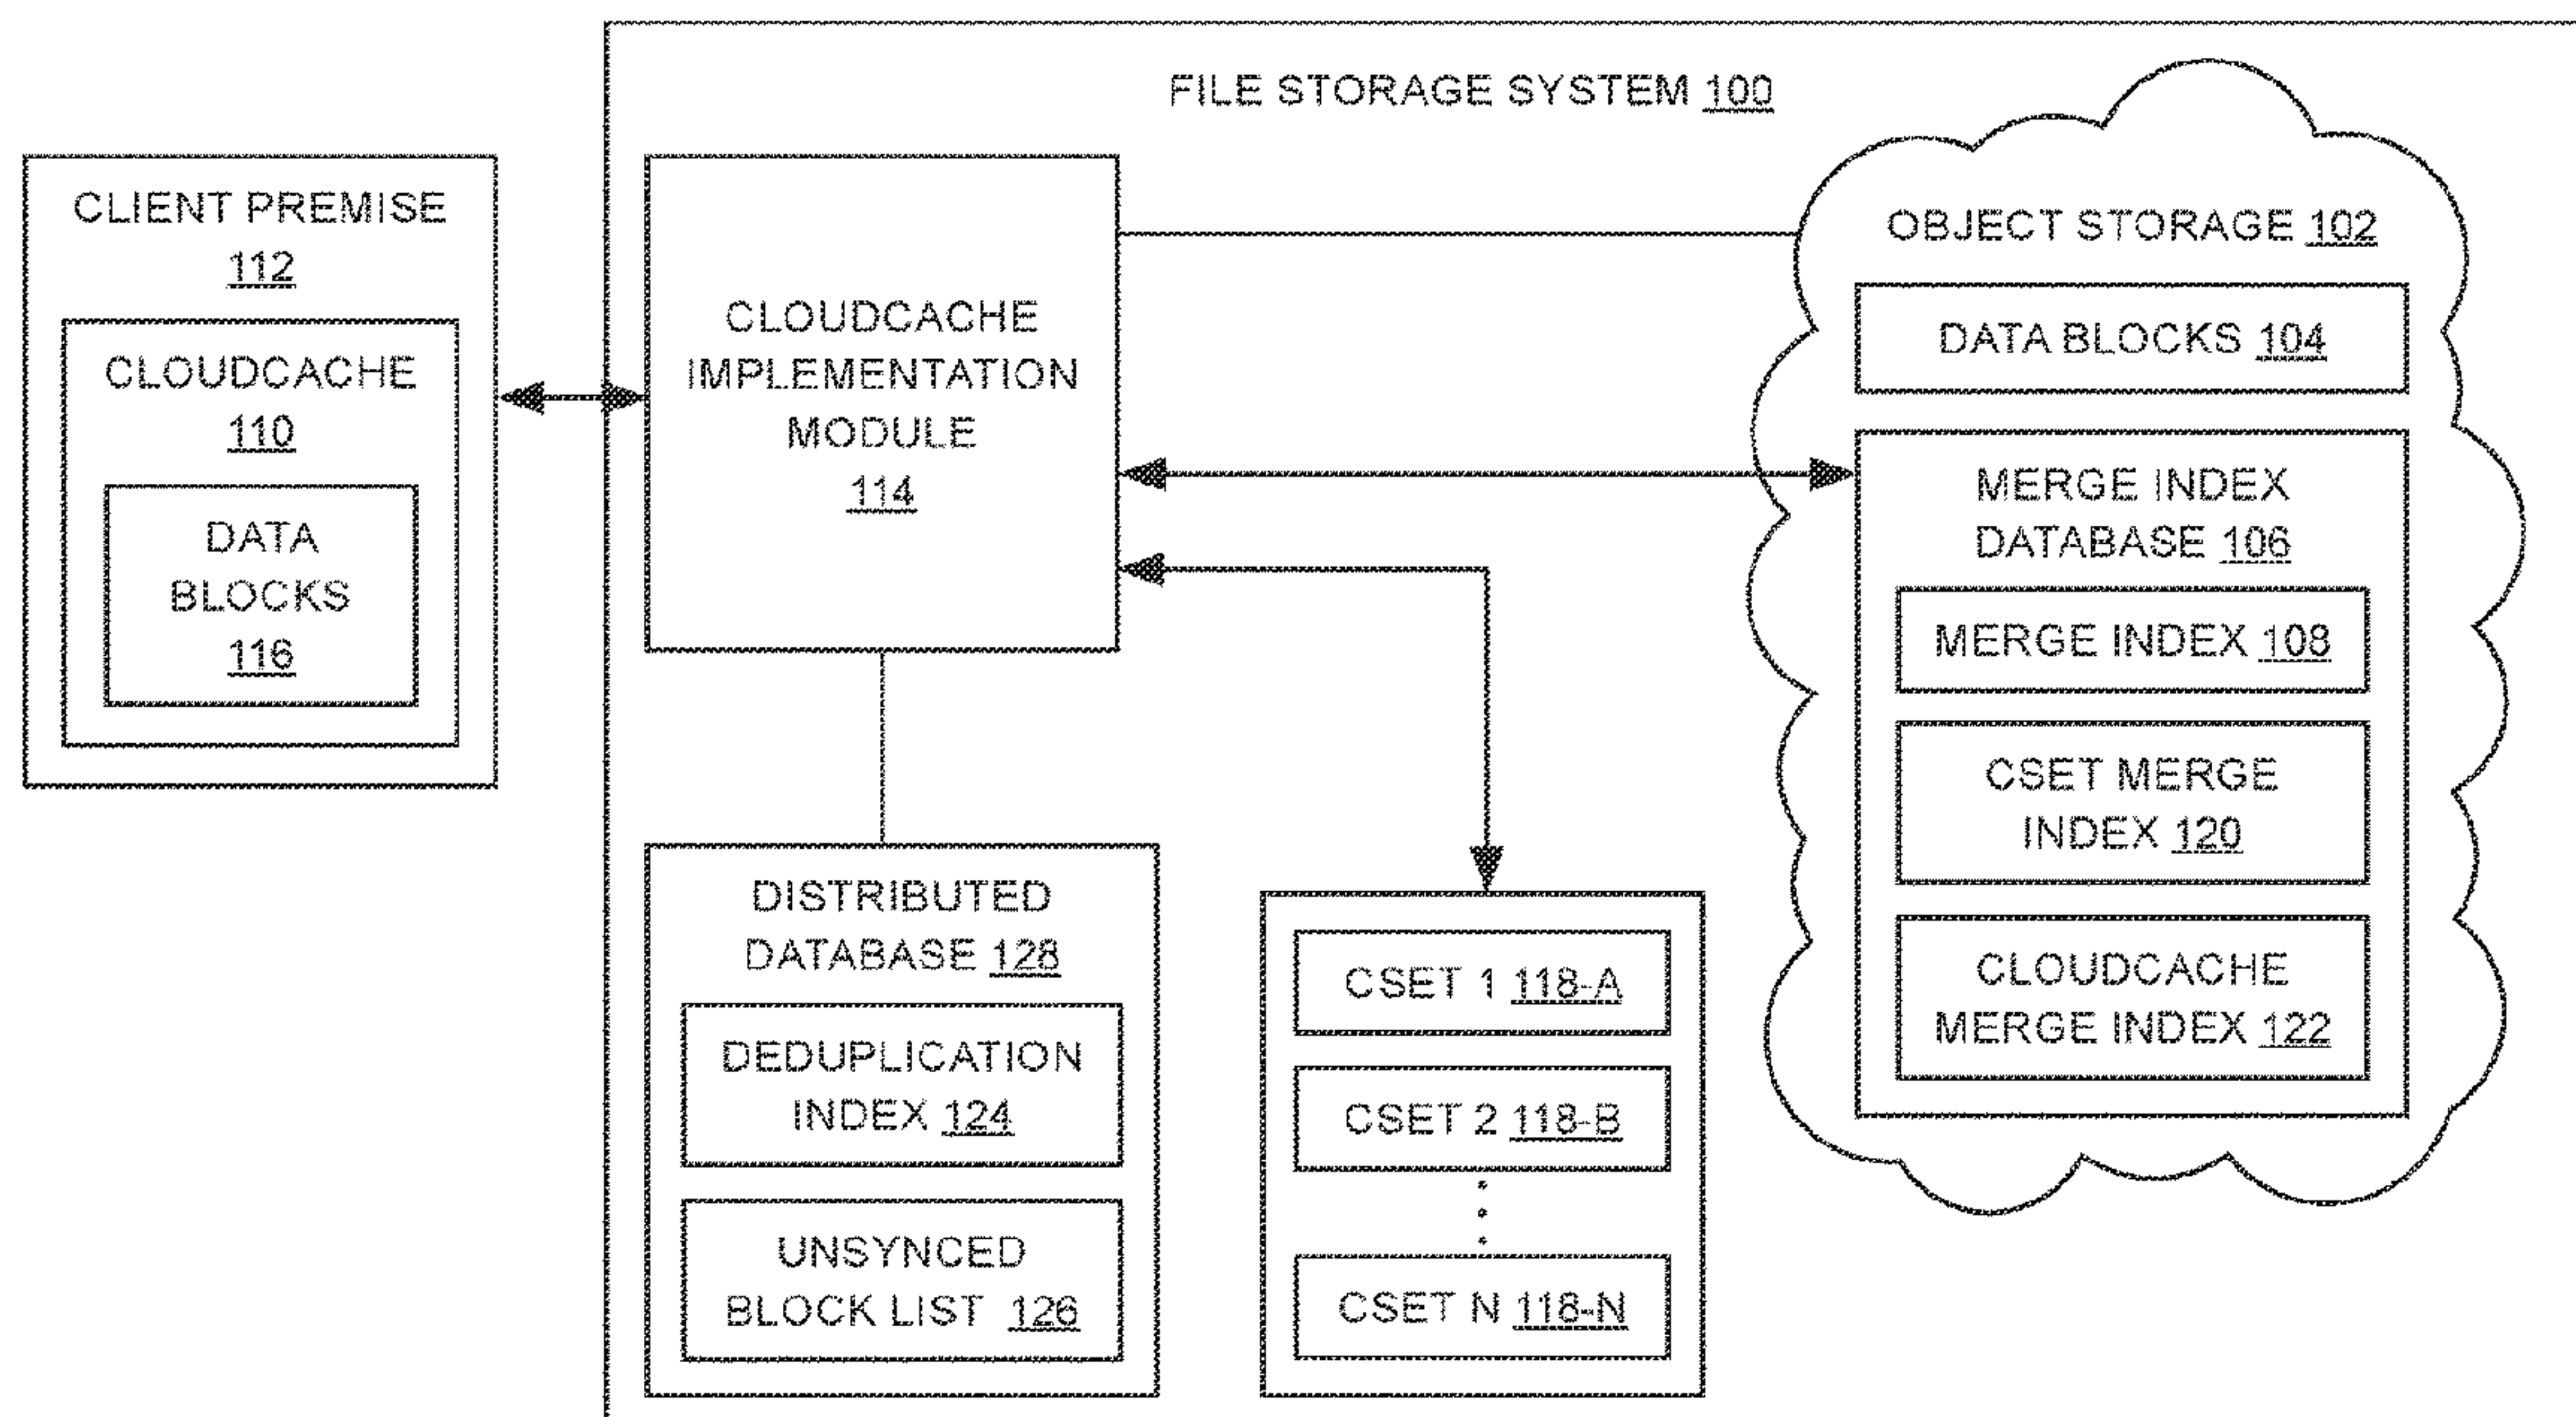 FILE STORAGE SYSTEM 100
CLIENT PREMISE
112
CLOUDCACHE
110
DATA
BLOCKS
116
CLOUDCACHE
IMPLEMENTATION
MODULE
114
OBJECT STORAGE 102
DATA BLOCKS 104
MERGE INDEX
DATABASE 106
MERGE INDEX 108
CSET MERGE
INDEX 120
CLOUDCACHE
MERGE INDEX 122
DISTRIBUTED
DATABASE 128
DEDUPLICATION
INDEX 124
UNSYNCED
BLOCK LIST 126
CSET 1 118-A
CSET 2 118-B
CSET N 118-N